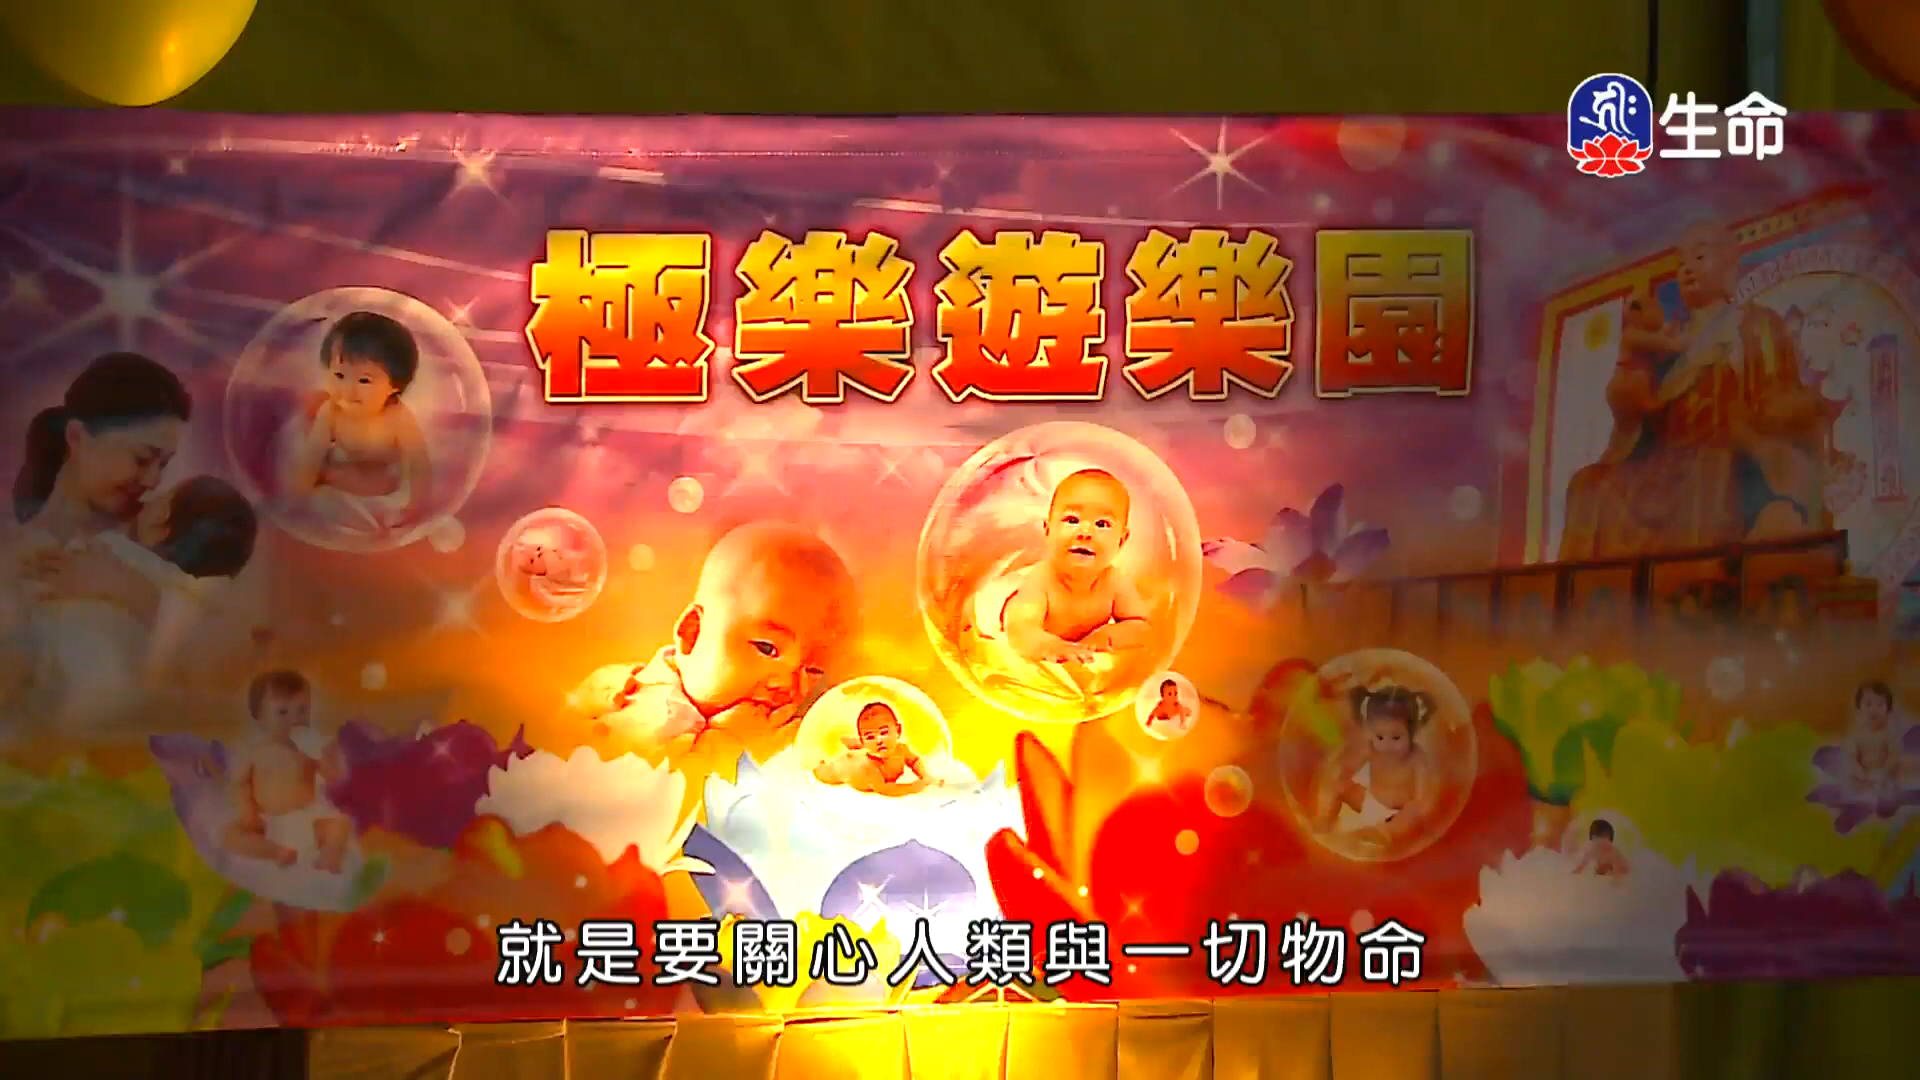 生命
極樂遊樂園
就是要關心人類與一切物命